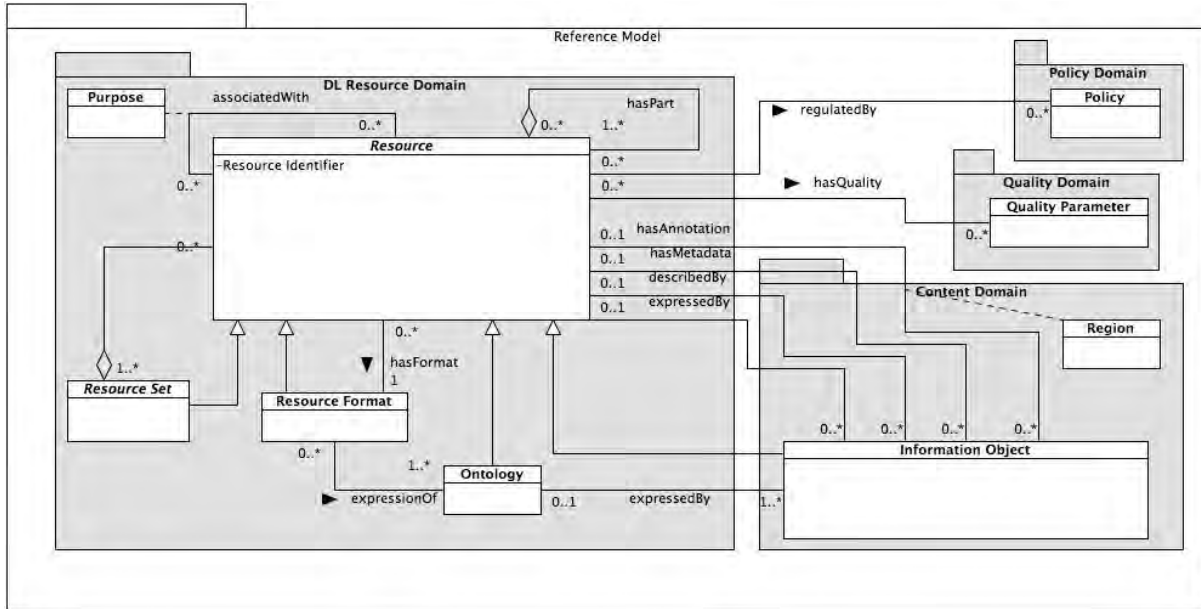 Reference Model
DL Resource Domain
Policy Domain
Purpose
associatedWith
hasPart
Policy
0..*
0..*
1..*
regulatedBy
0..*
Resource
-Resource Identifier
0..*
0..*
0..*
hasQuality
Quality Domain
Quality Parameter
0..*
0..1
hasAnnotation
0..*
0..1
hasMetadata
0..1
describedBy
0..1
expressedBy
Content Domain
Region
0..*
hasFormat
1..*
1
Resource Set
Resource Format
0..*
0..*
0..*
0..*
0..*
1..*
Information Object
Ontology
expressionOf
0..1
expressedBy
1..*